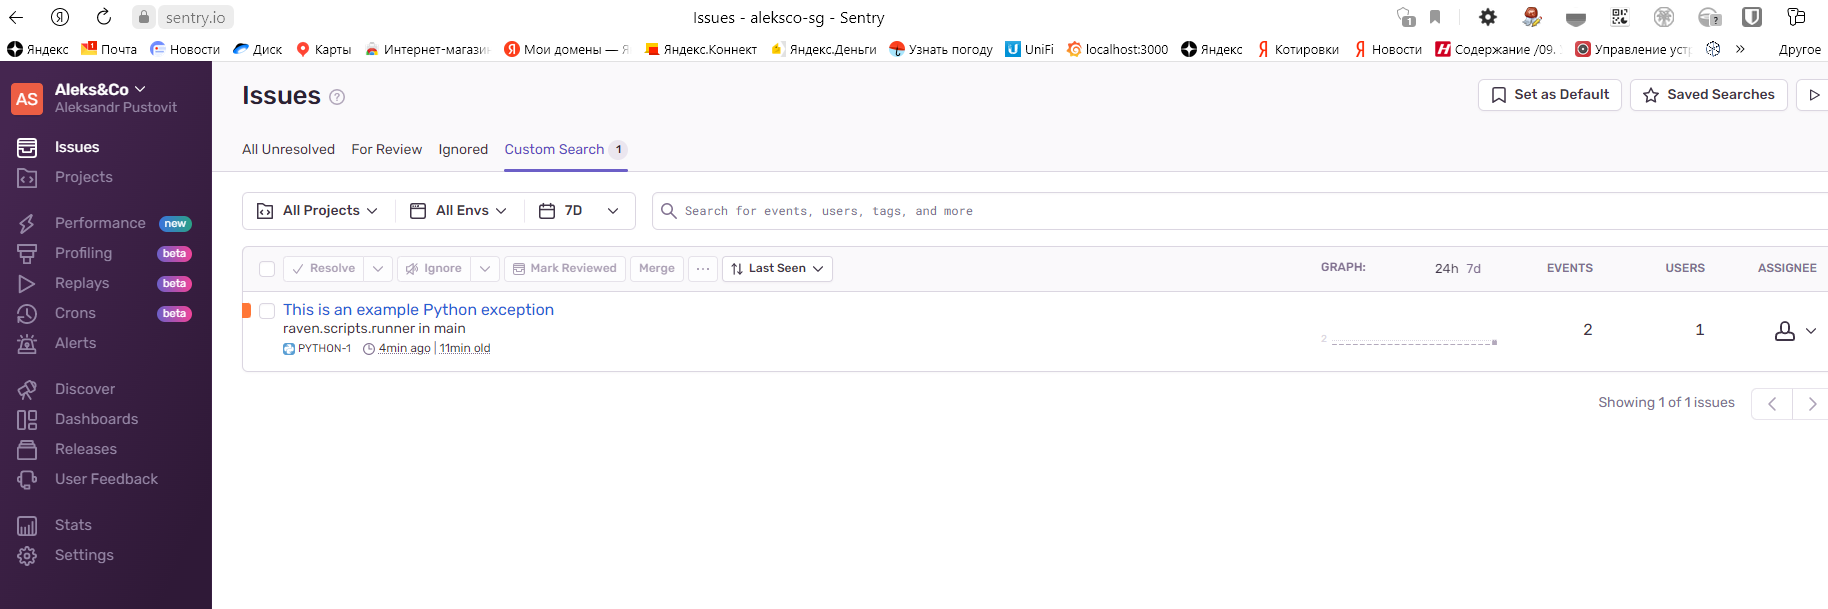 sentry.io
Issues - aleksco-sg - Sentry
1
?
Яндекс
Почта
1
Новости
Диск
Карты
Интернет-магази
Мои домены — Я
Яндекс.Коннект
Яндекс.Деньги
Узнать погоду
UniFi
localhost:3000
Яндекс
Котировки
Новости
Содержание /09.
Управление уст
»
Другое
AS
Aleks&Co
Aleksandr Pustovit
Issues
Projects
Performance new
Profiling beta
Replays beta
Crons beta
Alerts
Discover
Dashboards
Releases
User Feedback
Stats
Settings
Issues ?
Set as Default
Saved Searches
All Unresolved
For Review
Ignored
Custom Search 1
All Projects
All Envs
7D
Search for events, users, tags, and more
Resolve
Ignore
Mark Reviewed
Merge
...
Last Seen
GRAPH:
24h 7d
EVENTS
USERS
ASSIGNEE
This is an example Python exception
raven.scripts.runner in main
PYTHON-1 4min ago | 11min old
2
2
1
Showing 1 of 1 issues